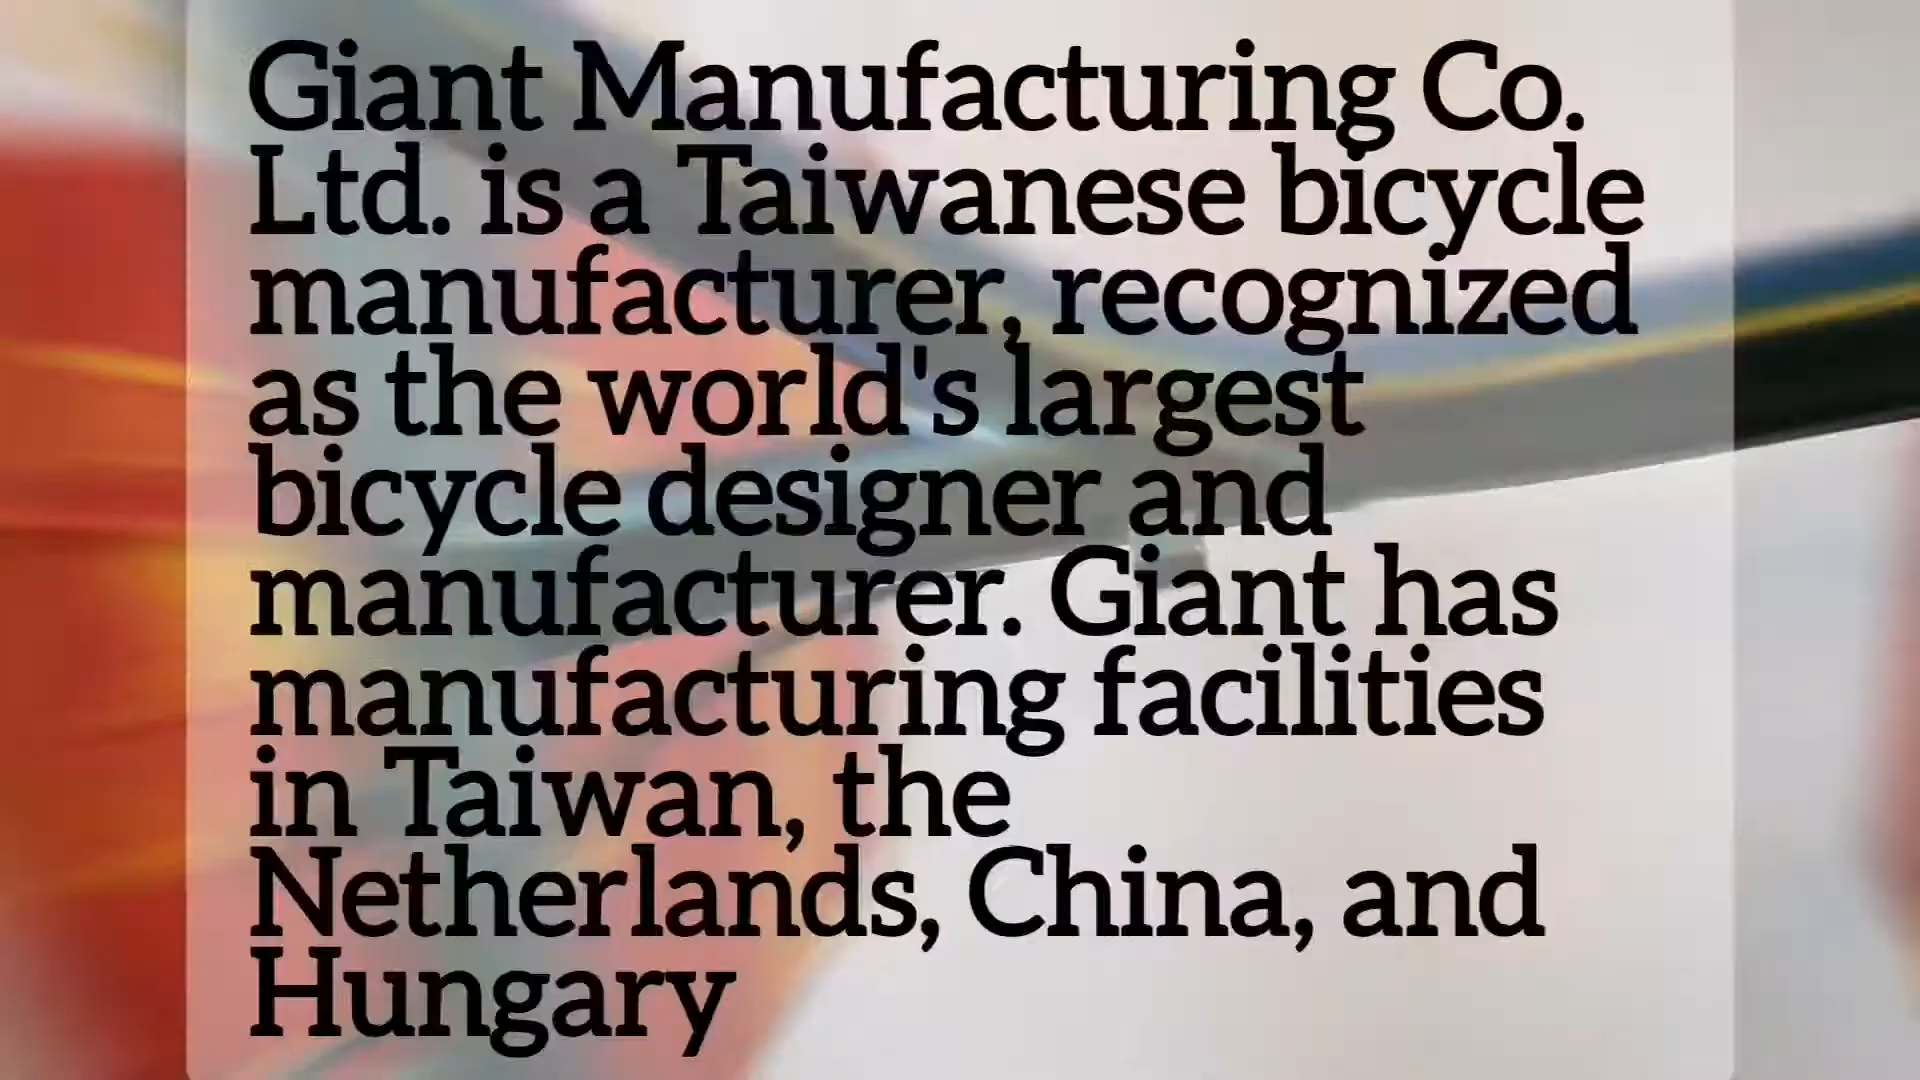 Giant Manufacturing Co.
Ltd. is a Taiwanese bicycle
manufacturer, recognized
as the world's largest
bicycle designer and
manufacturer. Giant has
manufacturing facilities
in Taiwan, the
Netherlands, China, and
Hungary